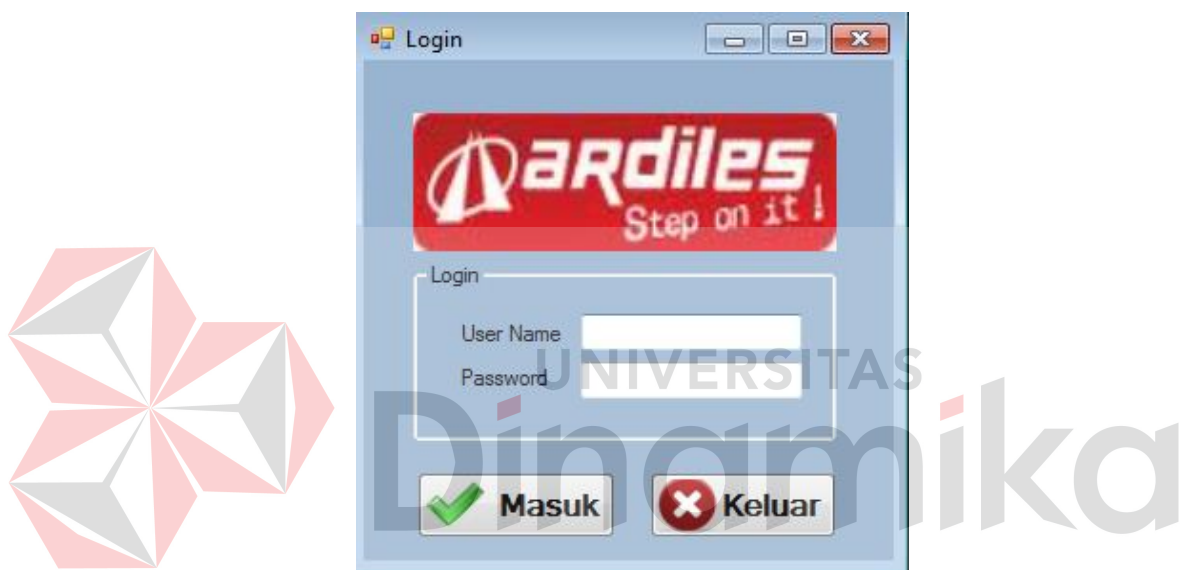 Login
aRdiles
Step on it !
Login
User Name
Password
UNIVERSITAS
Dinamika
Masuk
Keluar